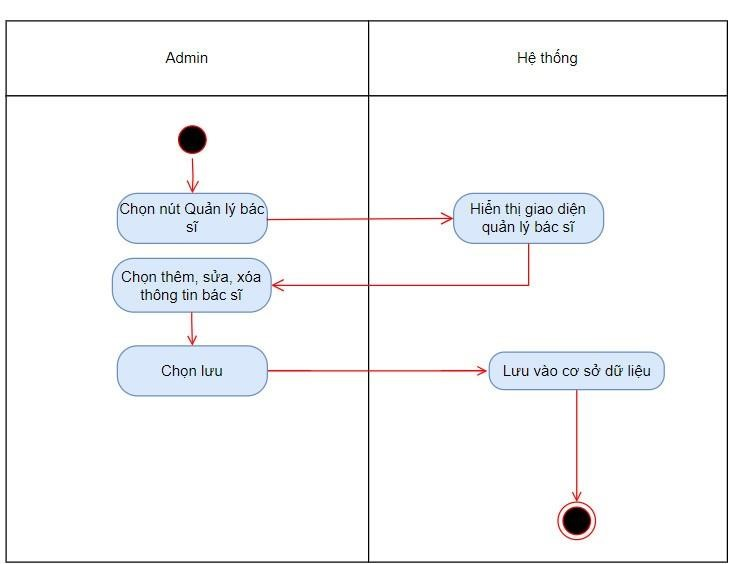 Admin
Hệ thống
Chọn nút Quản lý bác
sĩ
Hiển thị giao diện
quản lý bác sĩ
Chọn thêm, sửa, xóa
thông tin bác sĩ
Chọn lưu
Lưu vào cơ sở dữ liệu